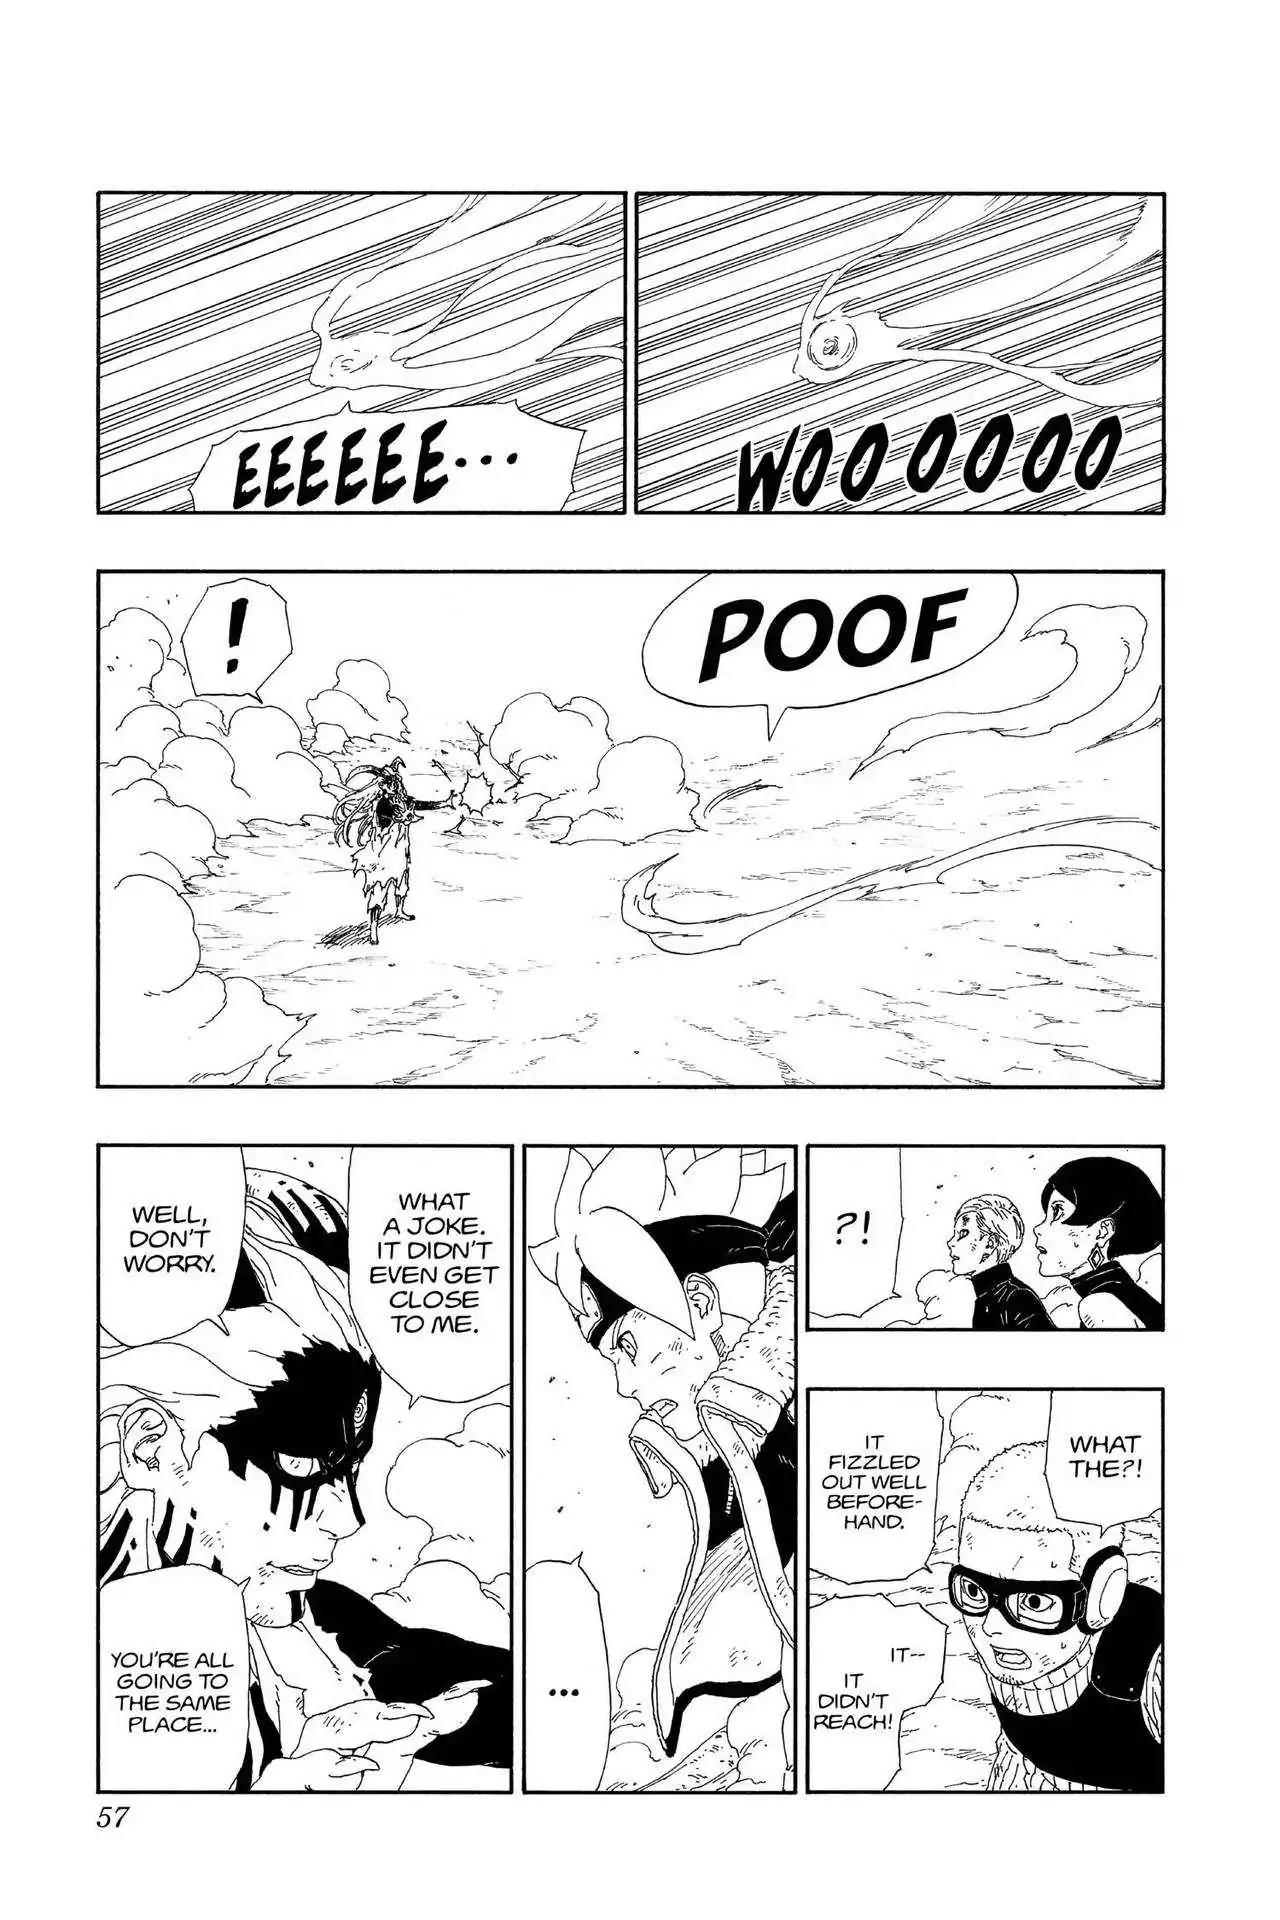 WOOOOOO
EEEEEE...
POOF
!
?!
WHAT
THE?!
IT
FIZZLED
OUT WELL
BEFORE-
HAND.
IT--
IT
DIDN'T
REACH!
...
WHAT
A JOKE.
IT DIDN'T
EVEN GET
CLOSE
TO ME.
WELL,
DON'T
WORRY.
YOU'RE ALL
GOING TO
THE SAME
PLACE...
57